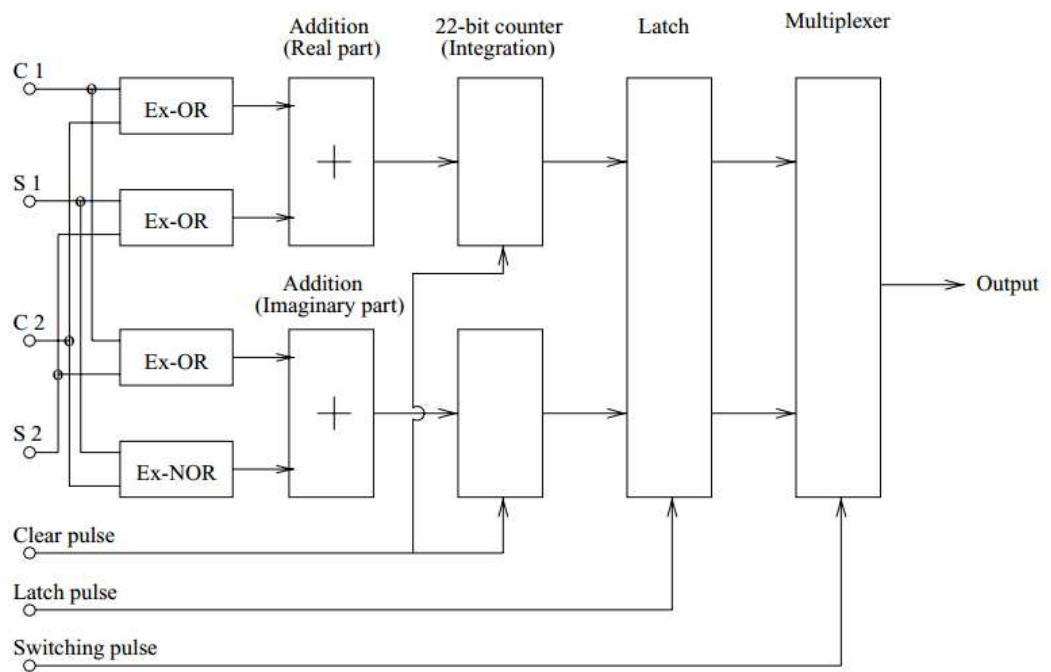 Addition
(Real part)
22-bit counter
(Integration)
Latch
Multiplexer
C 1
Ex-OR
+
S 1
Ex-OR
Addition
(Imaginary part)
Output
C 2
Ex-OR
+
S 2
Ex-NOR
Clear pulse
Latch pulse
Switching pulse